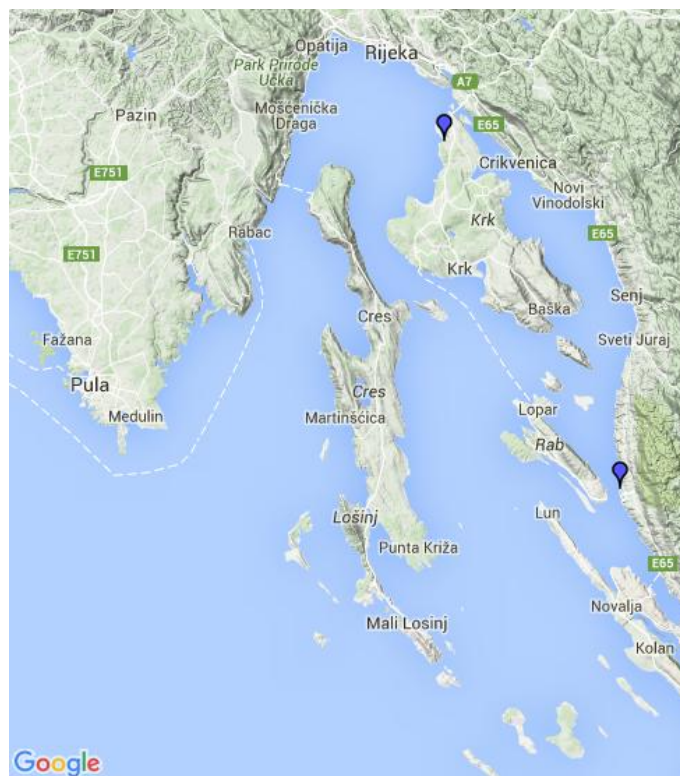 Opatija
Rijeka
Park Prirode
Učka
A7
Pazin
Mošćenička
Draga
E65
E751
Crikvenica
Novi
Vinodolski
Krk
Rabac
E65
E751
Krk
Senj
Baška
Cres
Fažana
Sveti Juraj
Pula
Cres
Medulin
Martinšćica
Lopar
Rab
Lošinj
Lun
Punta Križa
E65
Novalja
Mali Losinj
Kolan
Google